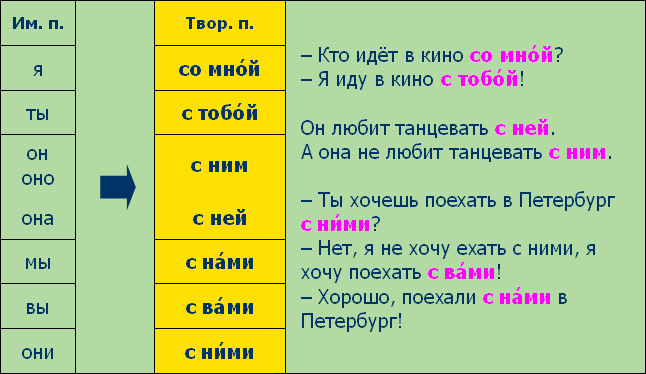 Им. п.
Твор. п.
я
со мно́й
ты
с тобо́й
он
оно
с ним
она
с ней
мы
с на́ми
вы
с ва́ми
они
с ни́ми
– Кто идёт в кино со мно́й?
– Я иду в кино с тобо́й!
Он любит танцевать с ней.
А она не любит танцевать с ним.
– Ты хочешь поехать в Петербург
с ни́ми?
– Нет, я не хочу ехать с ними, я
хочу поехать с ва́ми!
– Хорошо, поехали с на́ми в
Петербург!